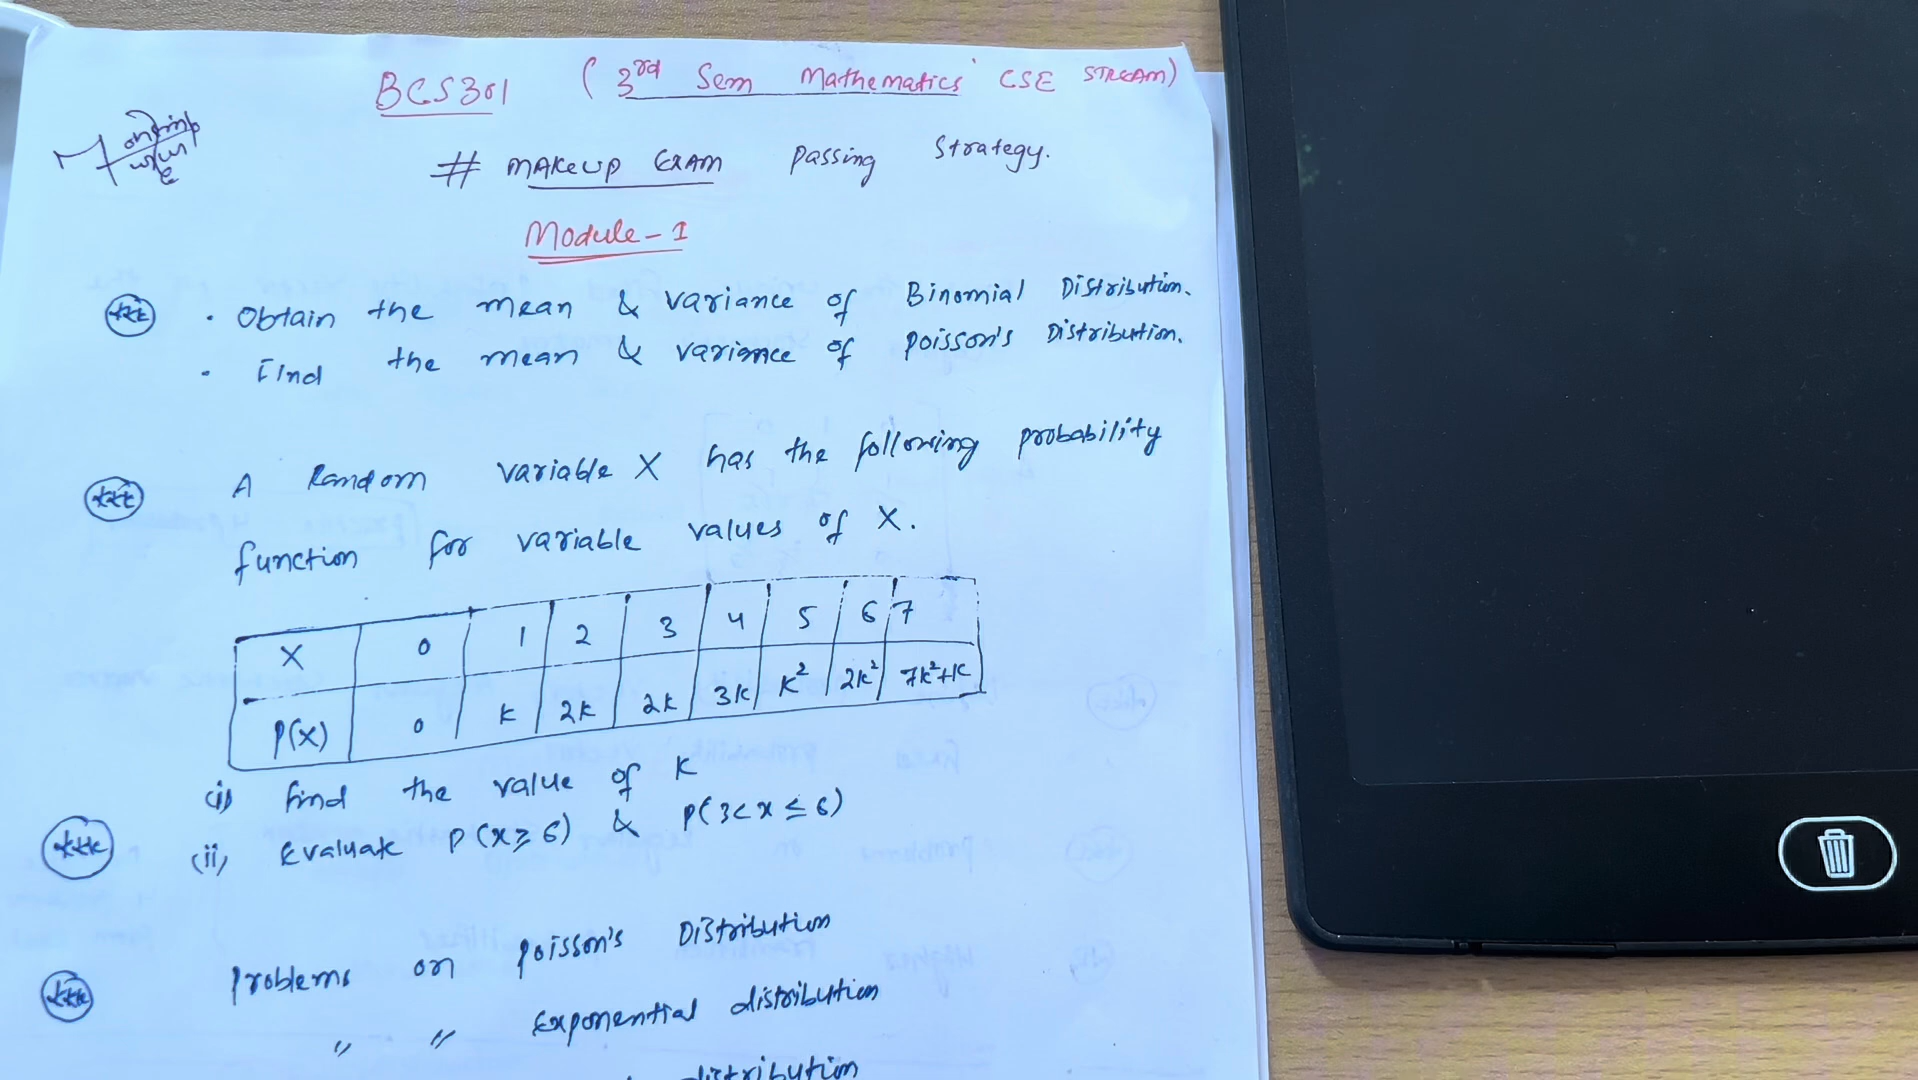 BCS301 ( 3rd Sem Mathematics CSE STREAM)
# MAKEUP EXAM passing strategy.
Module-1
*** • Obtain the mean & variance of Binomial Distribution.
• Find the mean & variance of poisson's Distribution.
*** A Random variable X has the following probability
function for variable values of X.
X 0 1 2 3 4 5 6 7
P(X) 0 k 2k 2k 3k k² 2k² 7k²+k
(i) find the value of K
*** (ii) Evaluate P(x≥6) & P(3<x≤6)
*** Problems on poisson's Distribution
" " Exponential distribution
distribution